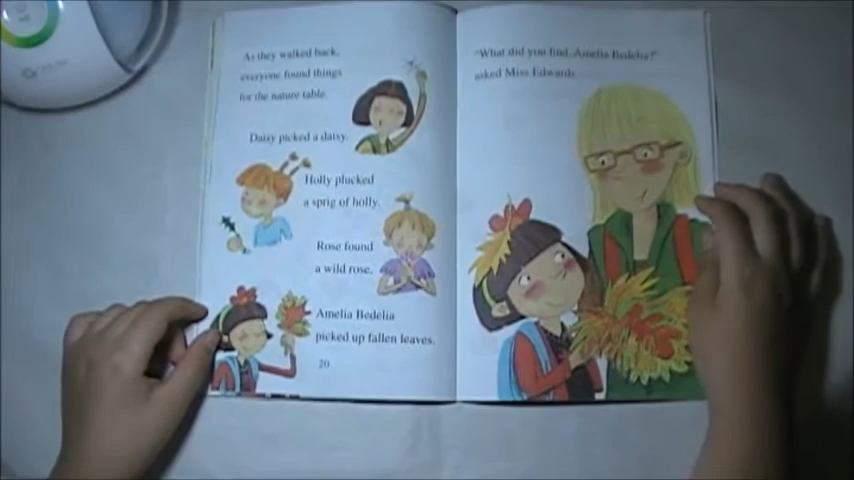 As they walked back,
everyone found things
for the nature table.
Daisy picked a daisy.
Holly plucked
a sprig of holly.
Rose found
a wild rose.
Amelia Bedelia
picked up fallen leaves.
20
"What did you find, Amelia Bedelia?"
asked Miss Edwards.